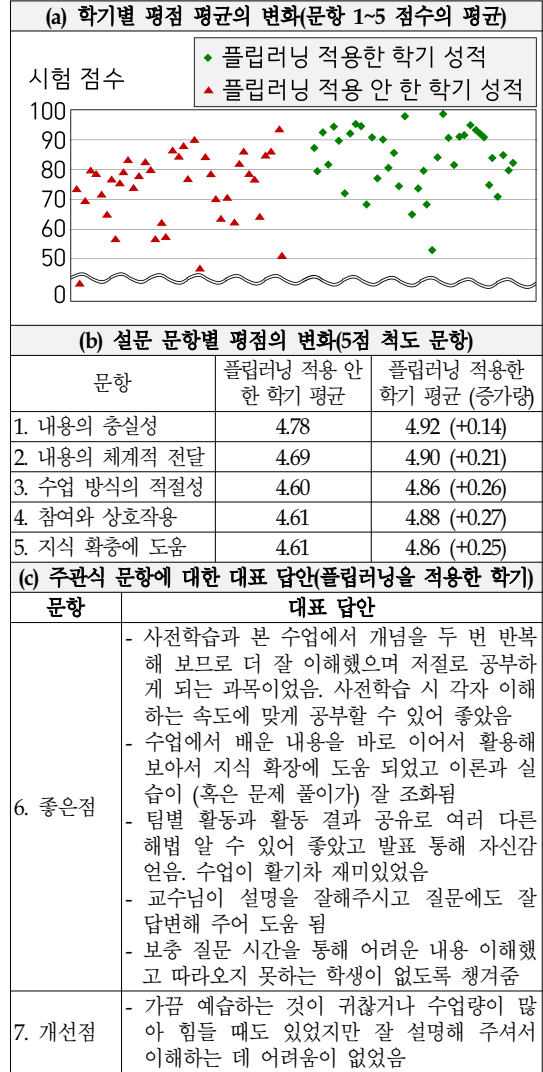 (a) 학기별 평점 평균의 변화(문항 1~5 점수의 평균)
시험 점수
플립러닝 적용한 학기 성적
플립러닝 적용 안 한 학기 성적
100
90
80
70
60
50
0
(b) 설문 문항별 평점의 변화(5점 척도 문항)
문항
플립러닝 적용 안
한 학기 평균
플립러닝 적용한
학기 평균 (증가량)
1. 내용의 충실성 4.78 4.92 (+0.14)
2. 내용의 체계적 전달 4.69 4.90 (+0.21)
3. 수업 방식의 적절성 4.60 4.86 (+0.26)
4. 참여와 상호작용 4.61 4.88 (+0.27)
5. 지식 확충에 도움 4.61 4.86 (+0.25)
(c) 주관식 문항에 대한 대표 답안(플립러닝을 적용한 학기)
문항 대표 답안
6. 좋은점
- 사전학습과 본 수업에서 개념을 두 번 반복
해 보므로 더 잘 이해했으며 저절로 공부하
게 되는 과목이었음. 사전학습 시 각자 이해
하는 속도에 맞게 공부할 수 있어 좋았음
- 수업에서 배운 내용을 바로 이어서 활용해
보아서 지식 확장에 도움 되었고 이론과 실
습이 (혹은 문제 풀이가) 잘 조화됨
- 팀별 활동과 활동 결과 공유로 여러 다른
해법 알 수 있어 좋았고 발표 통해 자신감
얻음. 수업이 활기차 재미있었음
- 교수님이 설명을 잘해주시고 질문에도 잘
답변해 주어 도움 됨
- 보충 질문 시간을 통해 어려운 내용 이해했
고 따라오지 못하는 학생이 없도록 챙겨줌
7. 개선점
- 가끔 예습하는 것이 귀찮거나 수업량이 많
아 힘들 때도 있었지만 잘 설명해 주셔서
이해하는 데 어려움이 없었음